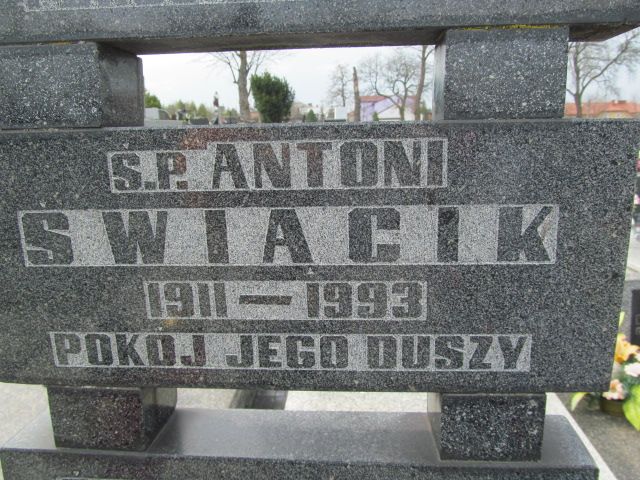 S.P. ANTONI
SWIACIK
1911 — 1993
POKOJ JEGO DUSZY